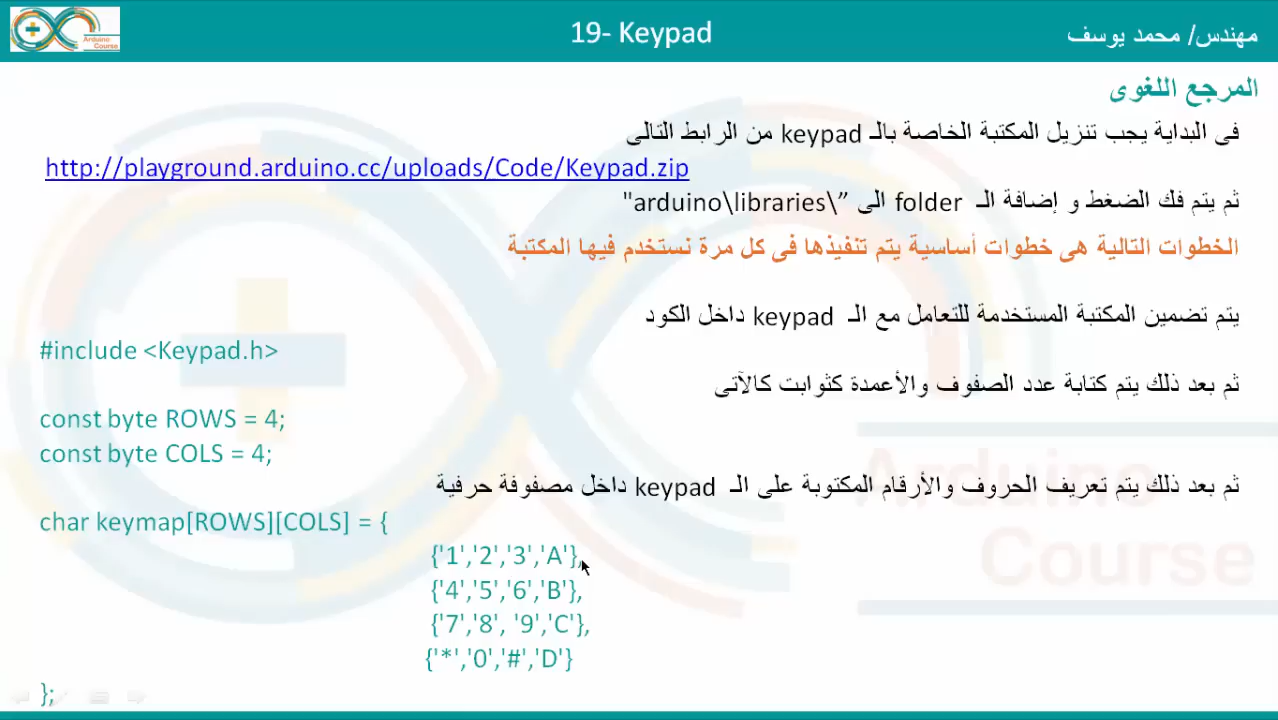 Arduino
Course
19- Keypad
مهندس/ محمد يوسف
المرجع اللغوى
فى البداية يجب تنزيل المكتبة الخاصة بالـ keypad من الرابط التالى
http://playground.arduino.cc/uploads/Code/Keypad.zip
ثم يتم فك الضغط و إضافة الـ folder الى ”\arduino\libraries"
الخطوات التالية هى خطوات أساسية يتم تنفيذها فى كل مرة نستخدم فيها المكتبة
يتم تضمين المكتبة المستخدمة للتعامل مع الـ keypad داخل الكود
#include <Keypad.h>
ثم بعد ذلك يتم كتابة عدد الصفوف والأعمدة كثوابت كالآتى
const byte ROWS = 4;
const byte COLS = 4;
ثم بعد ذلك يتم تعريف الحروف والأرقام المكتوبة على الـ keypad داخل مصفوفة حرفية
char keymap[ROWS][COLS] = {
{'1','2','3','A'},
{'4','5','6','B'},
{'7','8', '9','C'},
{'*','0','#','D'}
};
Arduino
Course